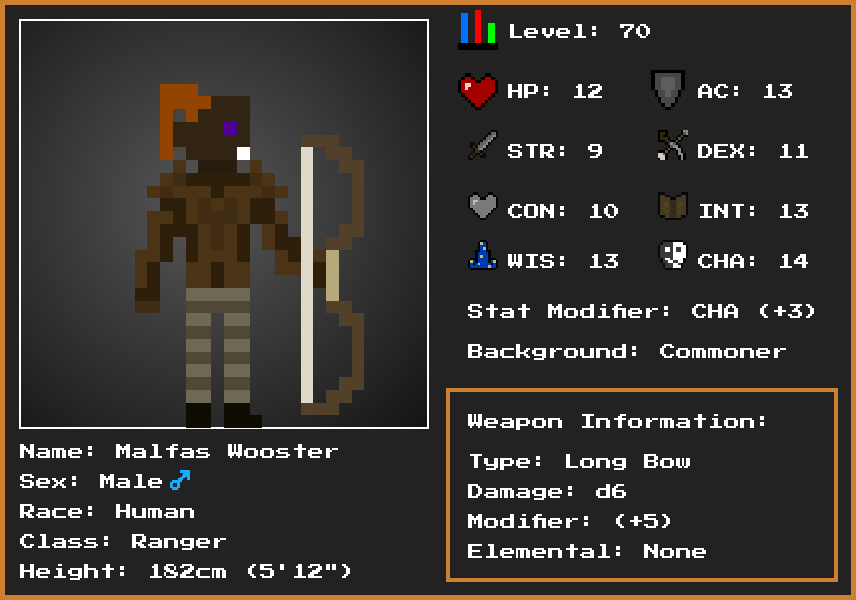 Level: 70
HP: 12 AC: 13
STR: 9 DEX: 11
CON: 10 INT: 13
WIS: 13 CHA: 14
Stat Modifier: CHA (+3)
Background: Commoner
Weapon Information:
Type: Long Bow
Damage: d6
Modifier: (+5)
Elemental: None
Name: Malfas Wooster
Sex: Male ♂
Race: Human
Class: Ranger
Height: 182cm (5'12")